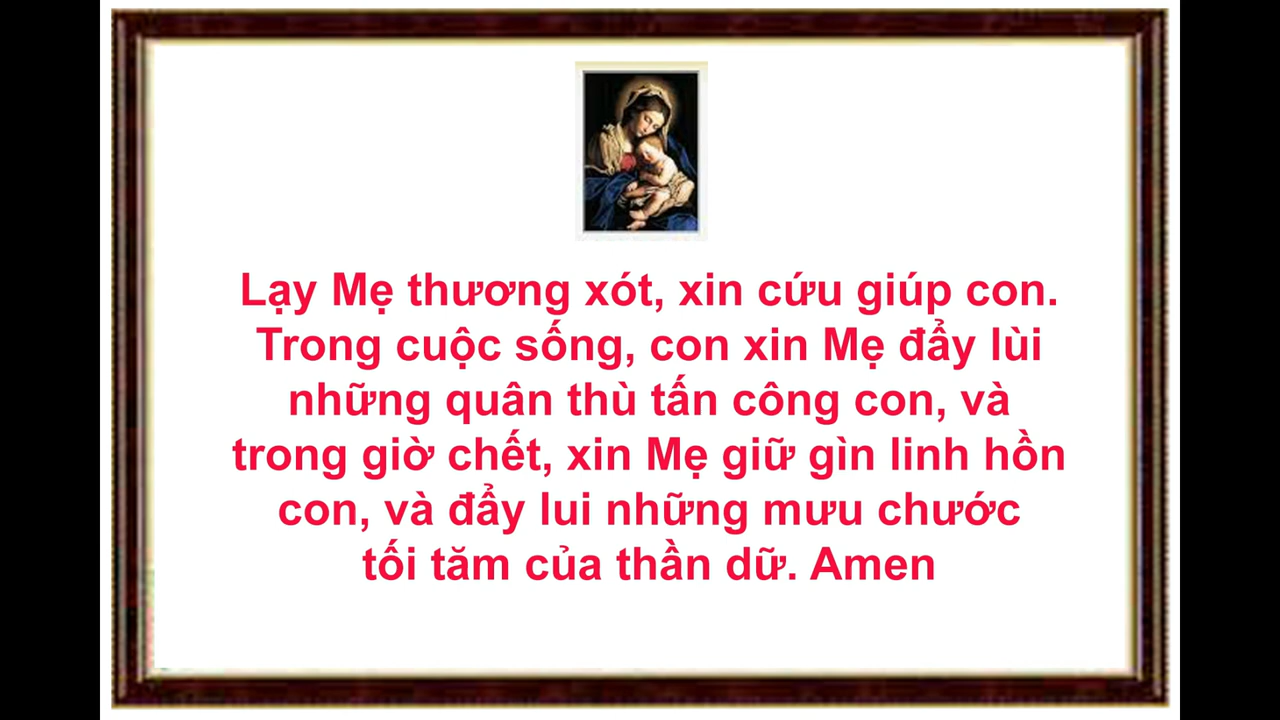 Lạy Mẹ thương xót, xin cứu giúp con.
Trong cuộc sống, con xin Mẹ đẩy lùi
những quân thù tấn công con, và
trong giờ chết, xin Mẹ giữ gìn linh hồn
con, và đẩy lui những mưu chước
tối tăm của thần dữ. Amen